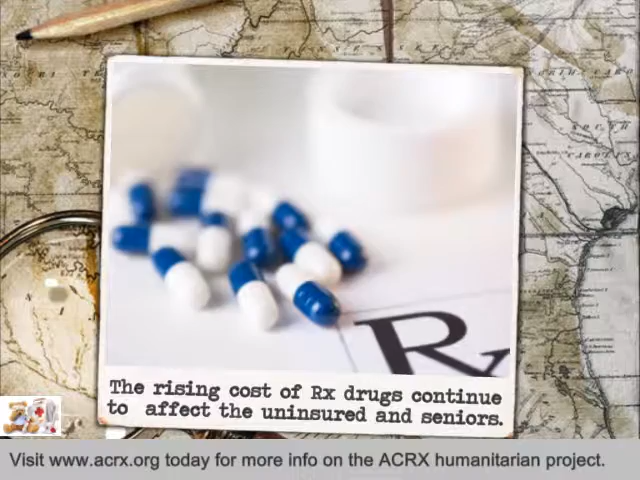 Rx
The rising cost of Rx drugs continue
to affect the uninsured and seniors.
Visit www.acrx.org today for more info on the ACRX humanitarian project.